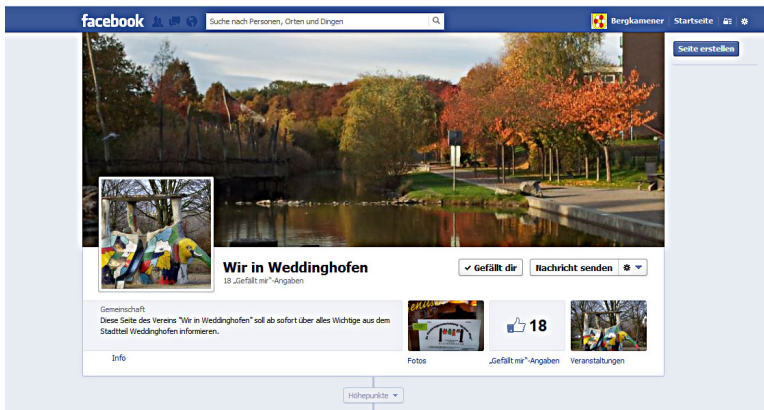 facebook
Suche nach Personen, Orten und Dingen
Bergkamener
Startseite
Seite erstellen
Wir in Weddinghofen
18 „Gefällt mir“-Angaben
Gefällt dir
Nachricht senden
Gemeinschaft
Diese Seite des Vereins "Wir in Weddinghofen" soll ab sofort über alles Wichtige aus dem
Stadtteil Weddinghofen informieren.
Info
18
Fotos
„Gefällt mir“-Angaben
Veranstaltungen
Höhepunkte